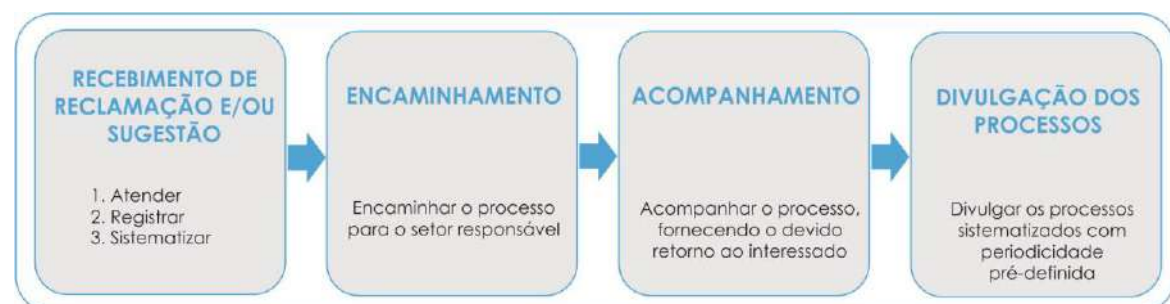 RECEBIMENTO DE
RECLAMAÇÃO E/OU
SUGESTÃO
1. Atender
2. Registrar
3. Sistematizar
ENCAMINHAMENTO
Encaminhar o processo
para o setor responsável
ACOMPANHAMENTO
Acompanhar o processo,
fornecendo o devido
retorno ao interessado
DIVULGAÇÃO DOS
PROCESSOS
Divulgar os processos
sistematizados com
periodicidade
pré-definida